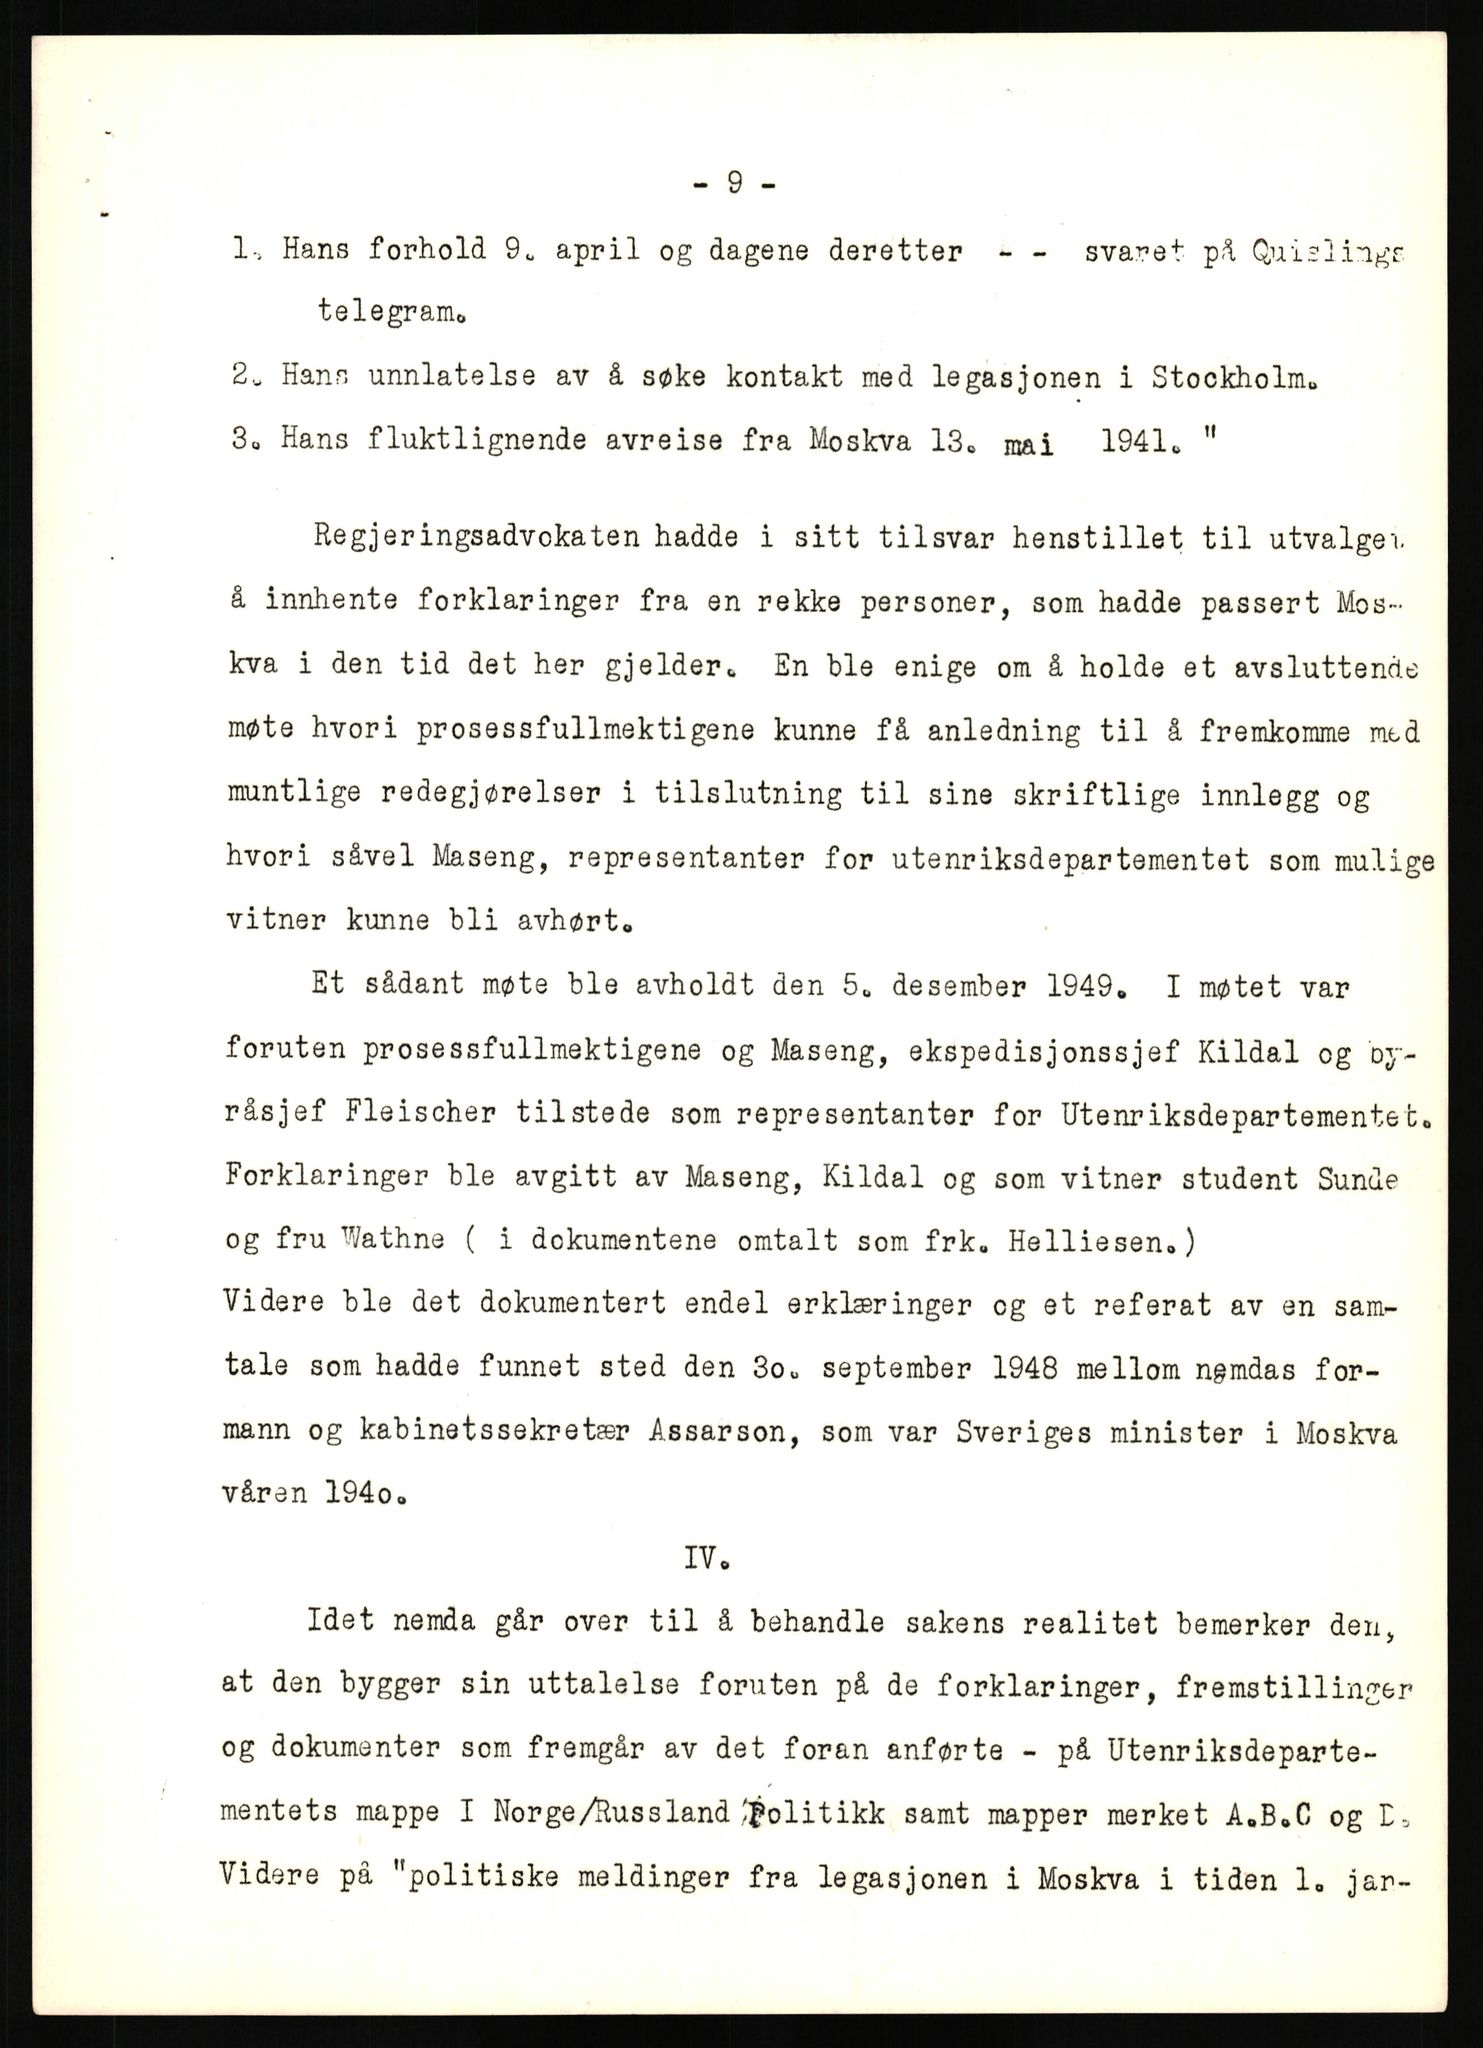 - 9 -
1. Hans forhold 9. april og dagene deretter - - svaret på Quislings
telegram.
2. Hans unnlatelse av å søke kontakt med legasjonen i Stockholm.
3. Hans fluktlignende avreise fra Moskva 13. mai 1941. "
Regjeringsadvokaten hadde i sitt tilsvar henstillet til utvalget
å innhente forklaringer fra en rekke personer, som hadde passert Mos-
kva i den tid det her gjelder. En ble enige om å holde et avsluttende
møte hvori prosessfullmektigene kunne få anledning til å fremkomme med
muntlige redegjørelser i tilslutning til sine skriftlige innlegg og
hvori såvel Maseng, representanter for utenriksdepartementet som mulige
vitner kunne bli avhørt.
Et sådant møte ble avholdt den 5. desember 1949. I møtet var
foruten prosessfullmektigene og Maseng, ekspedisjonssjef Kildal og by-
råsjef Fleischer tilstede som representanter for Utenriksdepartementet.
Forklaringer ble avgitt av Maseng, Kildal og som vitner student Sunde
og fru Wathne ( i dokumentene omtalt som frk. Helliesen.)
Videre ble det dokumentert endel erklæringer og et referat av en sam-
tale som hadde funnet sted den 3o. september 1948 mellom nemdas for-
mann og kabinetssekretær Assarson, som var Sveriges minister i Moskva
våren 194o.
IV.
Idet nemda går over til å behandle sakens realitet bemerker den,
at den bygger sin uttalelse foruten på de forklaringer, fremstillinger
og dokumenter som fremgår av det foran anførte - på Utenriksdeparte-
mentets mappe I Norge/Russland Politikk samt mapper merket A.B.C og D.
Videre på "politiske meldinger fra legasjonen i Moskva i tiden 1. jar-